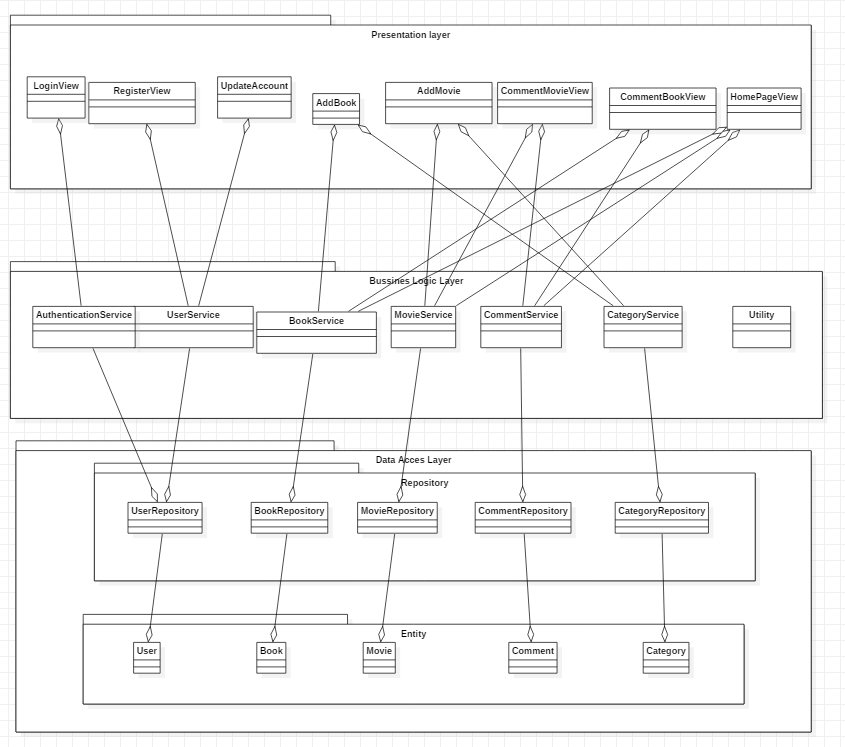 Presentation layer
LoginView
RegisterView
UpdateAccount
AddBook
AddMovie
CommentMovieView
CommentBookView
HomePageView
Bussines Logic Layer
AuthenticationService
UserService
BookService
MovieService
CommentService
CategoryService
Utility
Data Acces Layer
Repository
UserRepository
BookRepository
MovieRepository
CommentRepository
CategoryRepository
Entity
User
Book
Movie
Comment
Category